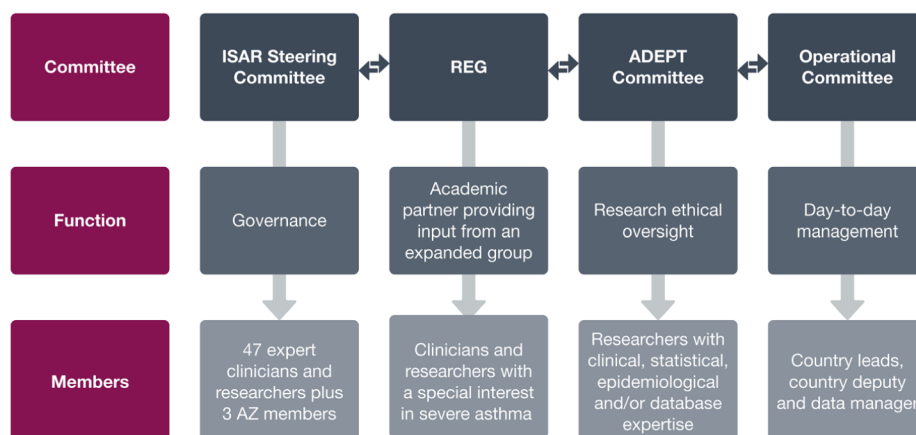 Committee
ISAR Steering
Committee
REG
ADEPT
Committee
Operational
Committee
Function
Governance
Academic
partner providing
input from an
expanded group
Research ethical
oversight
Day-to-day
management
Members
47 expert
clinicians and
researchers plus
3 AZ members
Clinicians and
researchers with
a special interest
in severe asthma
Researchers with
clinical, statistical,
epidemiological
and/or database
expertise
Country leads,
country deputy
and data manager